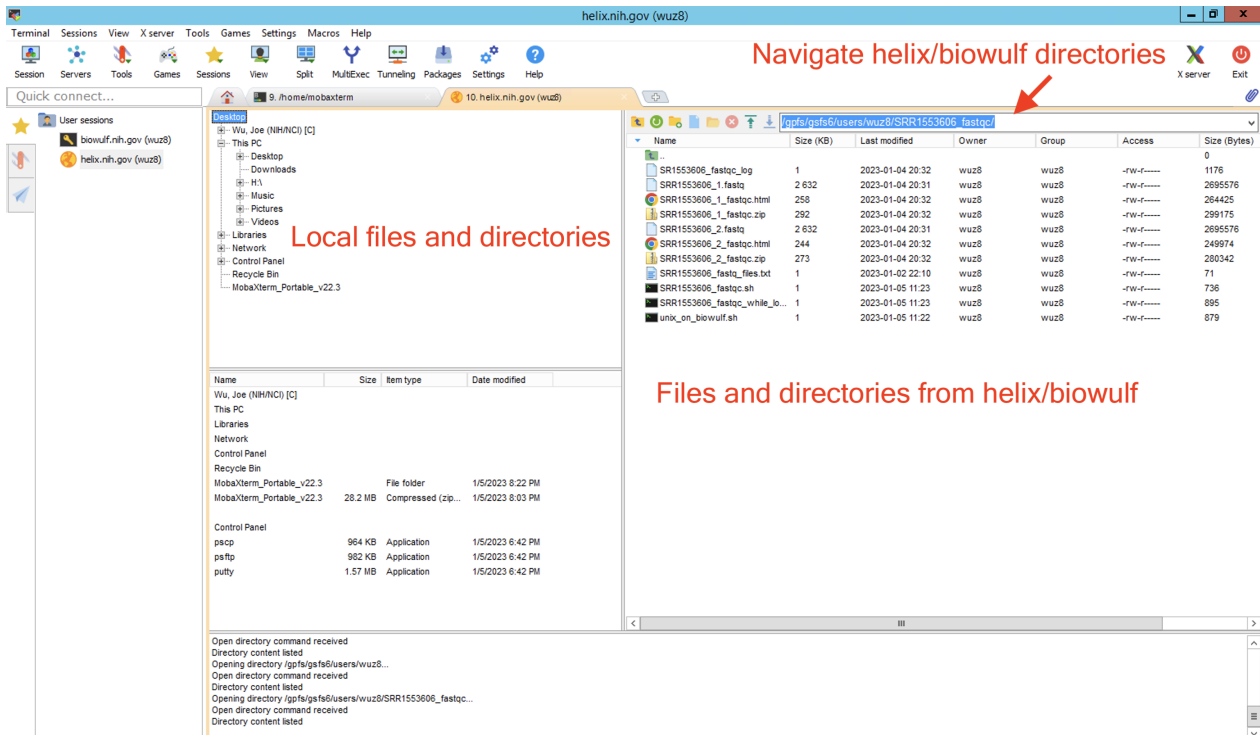 helix.nih.gov (wuz8)
Terminal Sessions View X server Tools Games Settings Macros Help
Session Servers Tools Games Sessions View Split MultiExec Tunneling Packages Settings Help
Navigate helix/biowulf directories
X server Exit
Quick connect...
9. /home/mobaxterm
10. helix.nih.gov (wuz8)
User sessions
biowulf.nih.gov (wuz8)
helix.nih.gov (wuz8)
Desktop
Wu, Joe (NIH/NCI) [C]
This PC
Desktop
Downloads
H:\
Music
Pictures
Videos
Libraries
Network
Control Panel
Recycle Bin
MobaXterm_Portable_v22.3
Local files and directories
Name Size Item type Date modified
Wu, Joe (NIH/NCI) [C]
This PC
Libraries
Network
Control Panel
Recycle Bin
MobaXterm_Portable_v22.3 File folder 1/5/2023 8:22 PM
MobaXterm_Portable_v22.3 28.2 MB Compressed (zip... 1/5/2023 8:03 PM
Control Panel
pscp 964 KB Application 1/5/2023 6:42 PM
psftp 982 KB Application 1/5/2023 6:42 PM
putty 1.57 MB Application 1/5/2023 6:42 PM
/gpfs/gsfs6/users/wuz8/SRR1553606_fastqc/
Name Size (KB) Last modified Owner Group Access Size (Bytes)
.. 0
SR1553606_fastqc_log 1 2023-01-04 20:32 wuz8 wuz8 -rw-r----- 1176
SRR1553606_1.fastq 2 632 2023-01-04 20:31 wuz8 wuz8 -rw-r----- 2695576
SRR1553606_1_fastqc.html 258 2023-01-04 20:32 wuz8 wuz8 -rw-r----- 264425
SRR1553606_1_fastqc.zip 292 2023-01-04 20:32 wuz8 wuz8 -rw-r----- 299175
SRR1553606_2.fastq 2 632 2023-01-04 20:31 wuz8 wuz8 -rw-r----- 2695576
SRR1553606_2_fastqc.html 244 2023-01-04 20:32 wuz8 wuz8 -rw-r----- 249974
SRR1553606_2_fastqc.zip 273 2023-01-04 20:32 wuz8 wuz8 -rw-r----- 280342
SRR1553606_fastq_files.txt 1 2023-01-02 22:10 wuz8 wuz8 -rw-r----- 71
SRR1553606_fastqc.sh 1 2023-01-05 11:23 wuz8 wuz8 -rw-r----- 736
SRR1553606_fastqc_while_lo... 1 2023-01-05 11:23 wuz8 wuz8 -rw-r----- 895
unix_on_biowulf.sh 1 2023-01-05 11:22 wuz8 wuz8 -rw-r----- 879
Files and directories from helix/biowulf
Open directory command received
Directory content listed
Opening directory /gpfs/gsfs6/users/wuz8...
Open directory command received
Directory content listed
Opening directory /gpfs/gsfs6/users/wuz8/SRR1553606_fastqc...
Open directory command received
Directory content listed